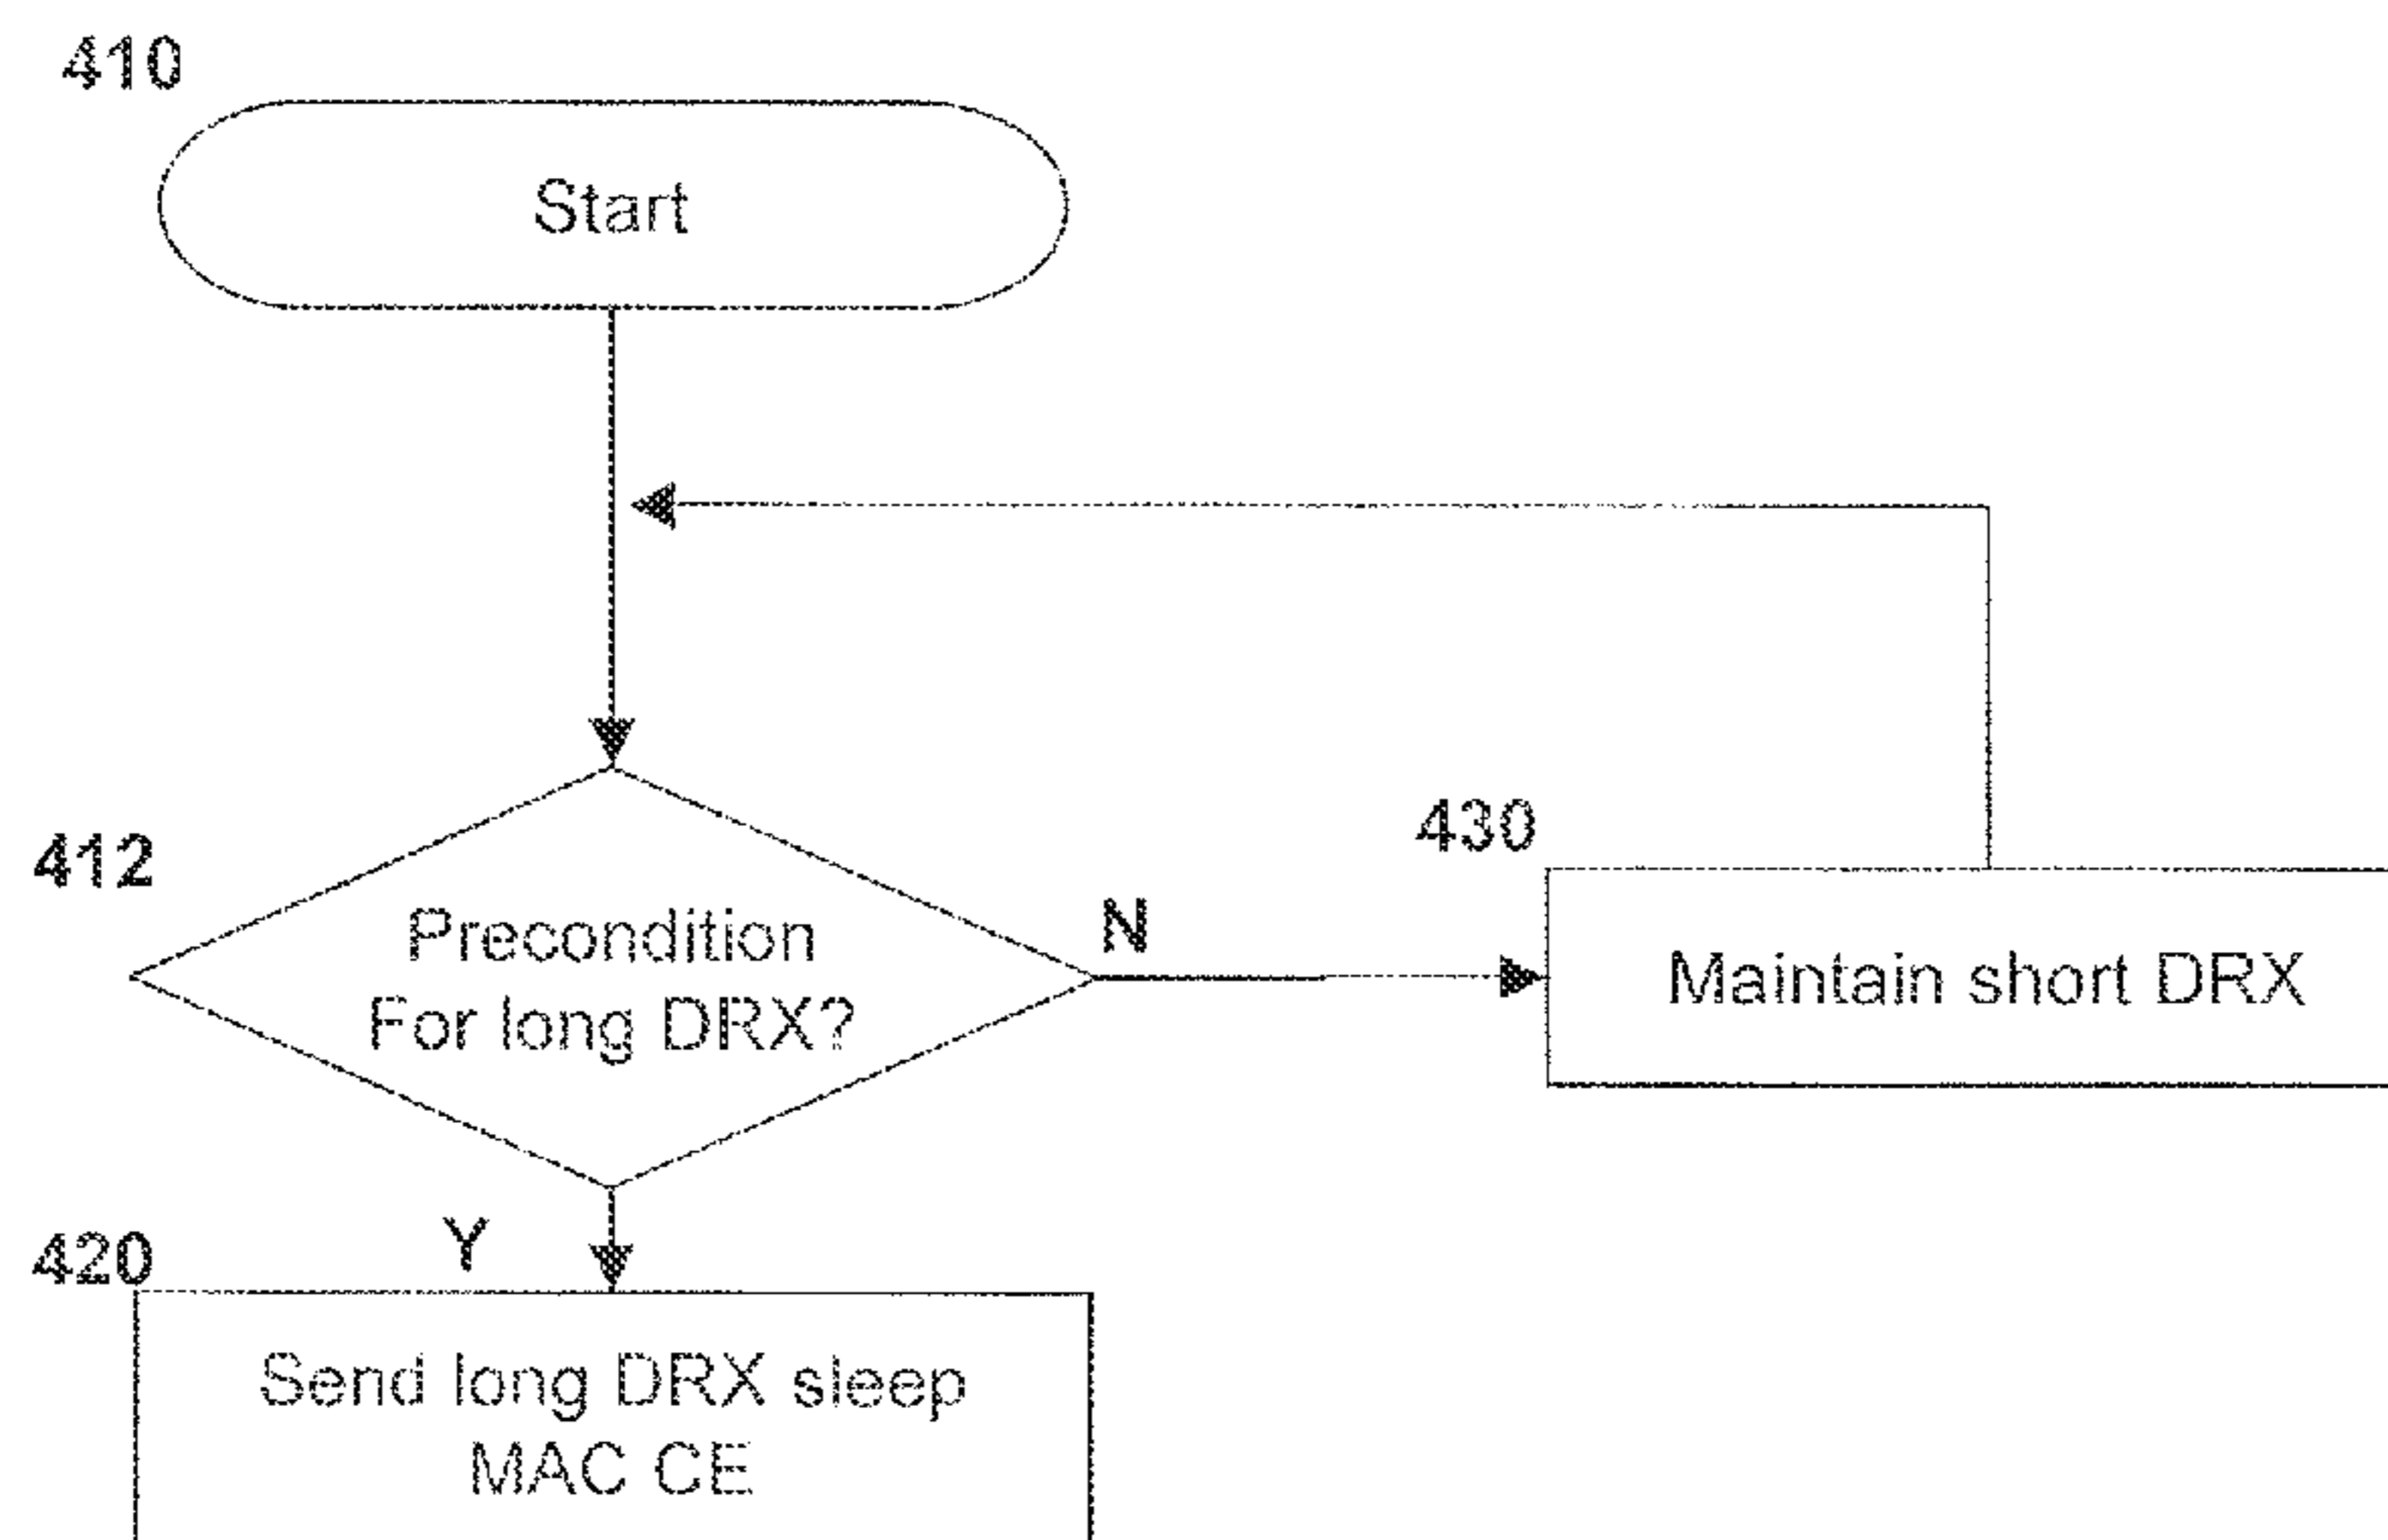 410
Start
412
Precondition
For long DRX?
N
430
Maintain short DRX
Y
420
Send long DRX sleep
MAC CE